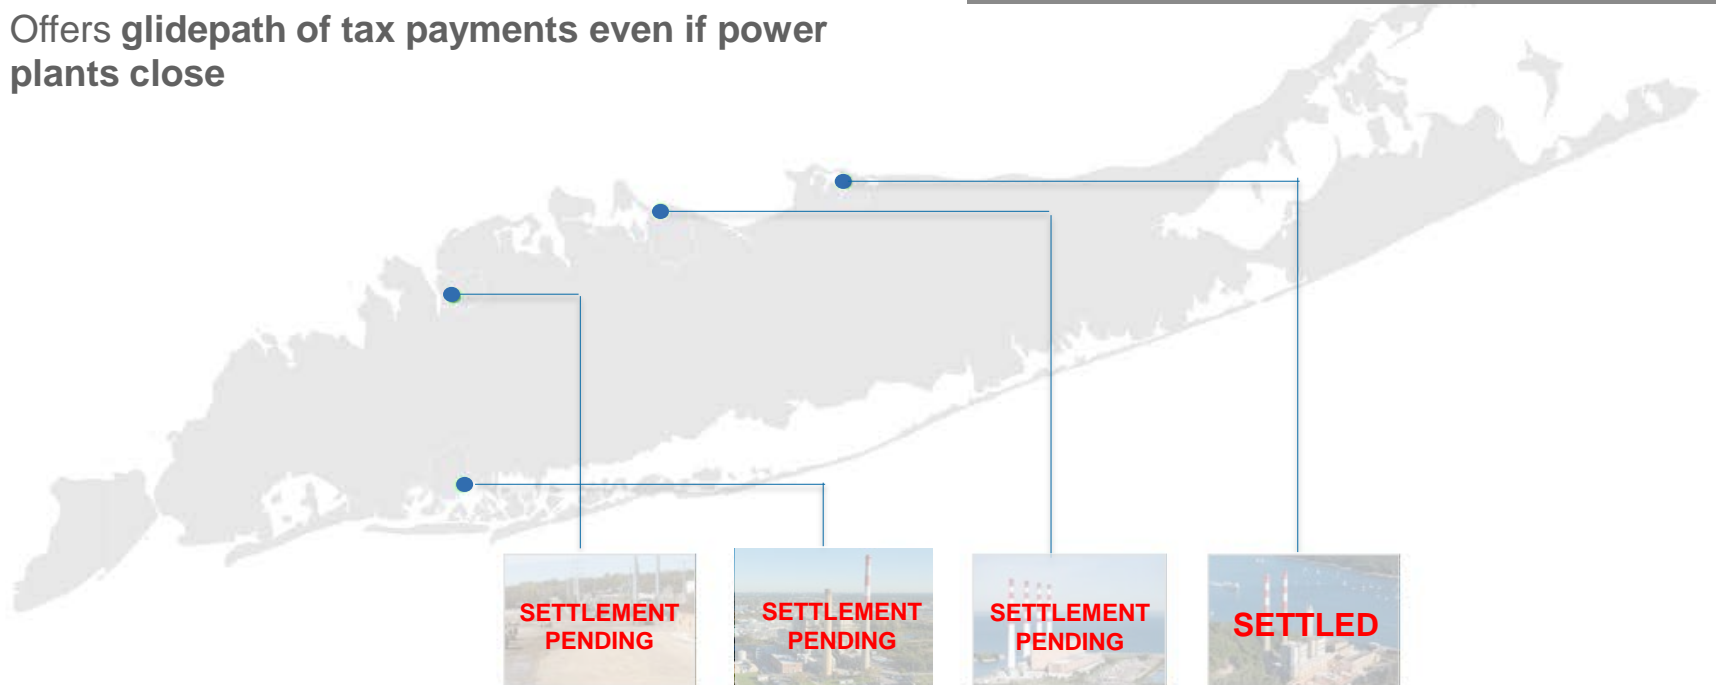 Offers glidepath of tax payments even if power
plants close
SETTLEMENT
PENDING
SETTLEMENT
PENDING
SETTLEMENT
PENDING
SETTLED